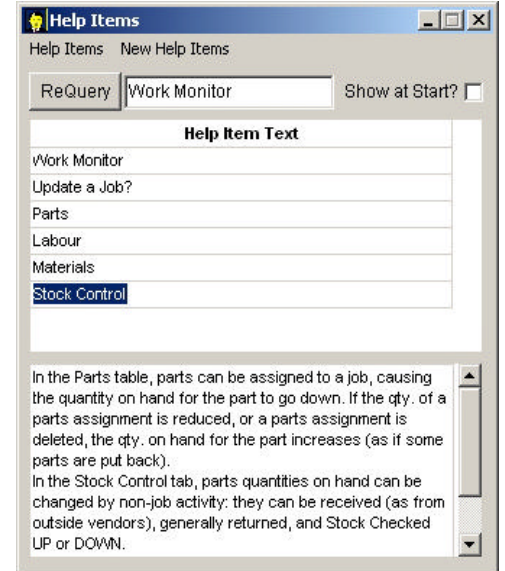 Help Items
Help Items New Help Items
ReQuery Work Monitor Show at Start?
Help Item Text
Work Monitor
Update a Job?
Parts
Labour
Materials
Stock Control
In the Parts table, parts can be assigned to a job, causing
the quantity on hand for the part to go down. If the qty. of a
parts assignment is reduced, or a parts assignment is
deleted, the qty. on hand for the part increases (as if some
parts are put back).
In the Stock Control tab, parts quantities on hand can be
changed by non-job activity: they can be received (as from
outside vendors), generally returned, and Stock Checked
UP or DOWN.